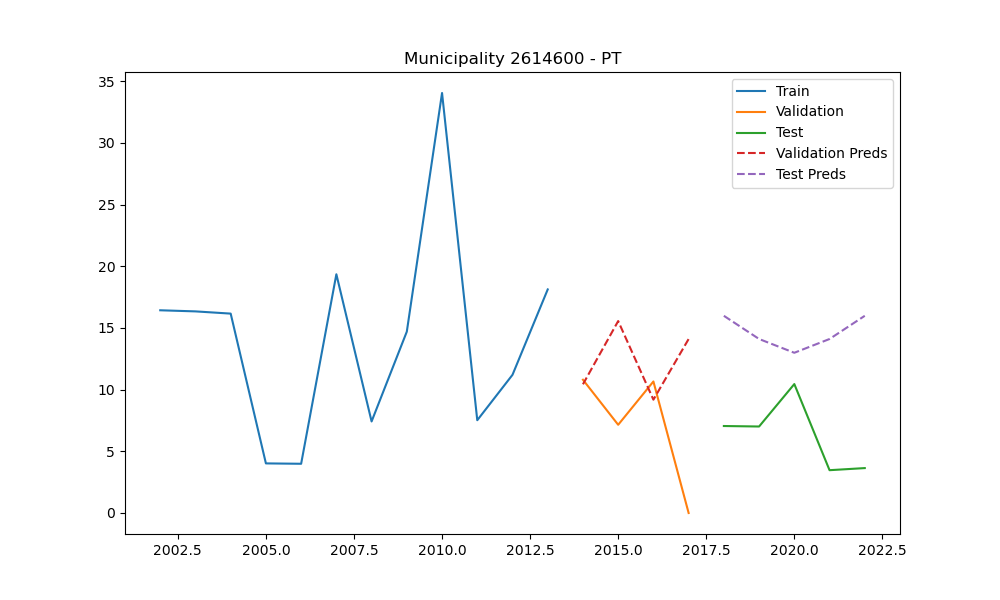 Municipality 2614600 - PT
35
30
25
20
15
10
5
0
2002.5 2005.0 2007.5 2010.0 2012.5 2015.0 2017.5 2020.0 2022.5
Train
Validation
Test
Validation Preds
Test Preds